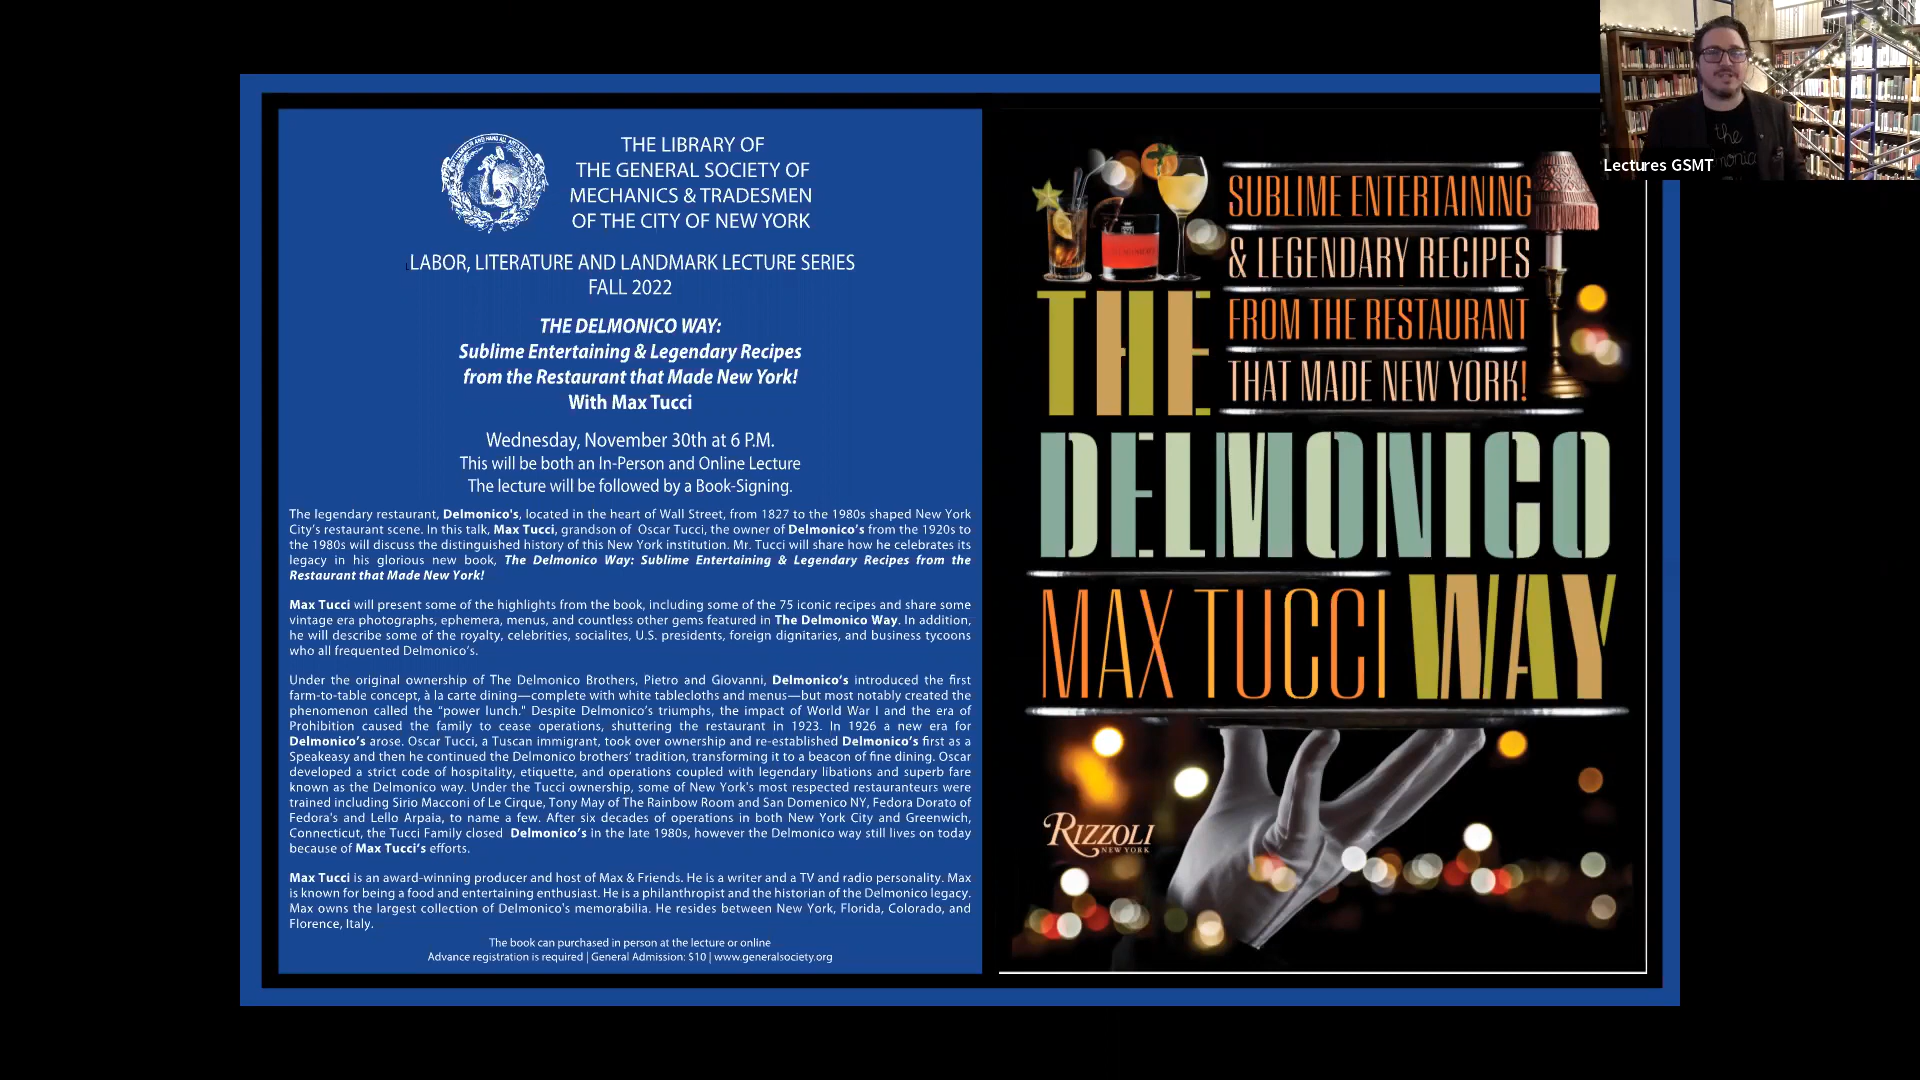 THE LIBRARY OF
THE GENERAL SOCIETY OF
MECHANICS & TRADESMEN
OF THE CITY OF NEW YORK
LABOR, LITERATURE AND LANDMARK LECTURE SERIES
FALL 2022
THE DELMONICO WAY:
Sublime Entertaining & Legendary Recipes
from the Restaurant that Made New York!
With Max Tucci
Wednesday, November 30th at 6 P.M.
This will be both an In-Person and Online Lecture
The lecture will be followed by a Book-Signing.
The legendary restaurant, Delmonico's, located in the heart of Wall Street, from 1827 to the 1980s shaped New York
City's restaurant scene. In this talk, Max Tucci, grandson of Oscar Tucci, the owner of Delmonico's from the 1920s to
the 1980s will discuss the distinguished history of this New York institution. Mr. Tucci will share how he celebrates its
legacy in his glorious new book, The Delmonico Way: Sublime Entertaining & Legendary Recipes from the
Restaurant that Made New York!
Max Tucci will present some of the highlights from the book, including some of the 75 iconic recipes and share some
vintage era photographs, ephemera, menus, and countless other gems featured in The Delmonico Way. In addition,
he will describe some of the royalty, celebrities, socialites, U.S. presidents, foreign dignitaries, and business tycoons
who all frequented Delmonico's.
Under the original ownership of The Delmonico Brothers, Pietro and Giovanni, Delmonico's introduced the first
farm-to-table concept, à la carte dining—complete with white tablecloths and menus—but most notably created the
phenomenon called the "power lunch." Despite Delmonico's triumphs, the impact of World War I and the era of
Prohibition caused the family to cease operations, shuttering the restaurant in 1923. In 1926 a new era for
Delmonico's arose. Oscar Tucci, a Tuscan immigrant, took over ownership and re-established Delmonico's first as a
Speakeasy and then he continued the Delmonico brothers' tradition, transforming it to a beacon of fine dining. Oscar
developed a strict code of hospitality, etiquette, and operations coupled with legendary libations and superb fare
known as the Delmonico way. Under the Tucci ownership, some of New York's most respected restauranteurs were
trained including Sirio Macconi of Le Cirque, Tony May of The Rainbow Room and San Domenico NY, Fedora Dorato of
Fedora's and Lello Arpaia, to name a few. After six decades of operations in both New York City and Greenwich,
Connecticut, the Tucci Family closed Delmonico's in the late 1980s, however the Delmonico way still lives on today
because of Max Tucci's efforts.
Max Tucci is an award-winning producer and host of Max & Friends. He is a writer and a TV and radio personality. Max
is known for being a food and entertaining enthusiast. He is a philanthropist and the historian of the Delmonico legacy.
Max owns the largest collection of Delmonico's memorabilia. He resides between New York, Florida, Colorado, and
Florence, Italy.
The book can purchased in person at the lecture or online
Advance registration is required | General Admission: $10 | www.generalsociety.org
SUBLIME ENTERTAINING
& LEGENDARY RECIPES
FROM THE RESTAURANT
THAT MADE NEW YORK!
THE
DELMONICO
WAY
MAX TUCCI
RIZZOLI
NEW YORK
the
Lectures GSMT